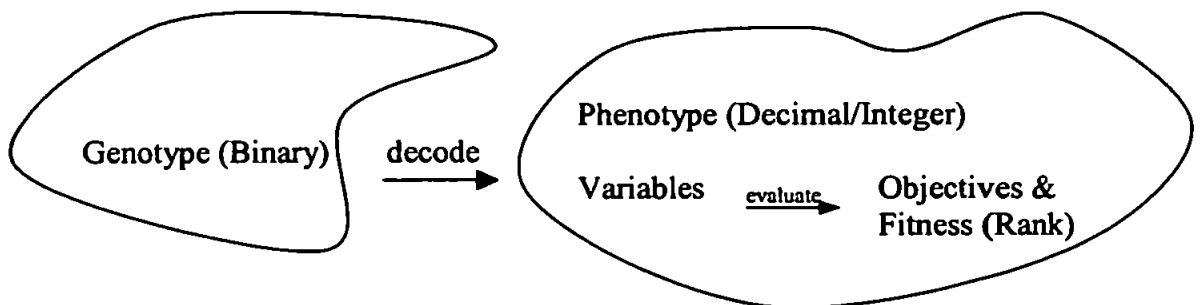 Phenotype (Decimal/Integer)
Genotype (Binary)
decode
Variables
evaluate
Objectives &
Fitness (Rank)